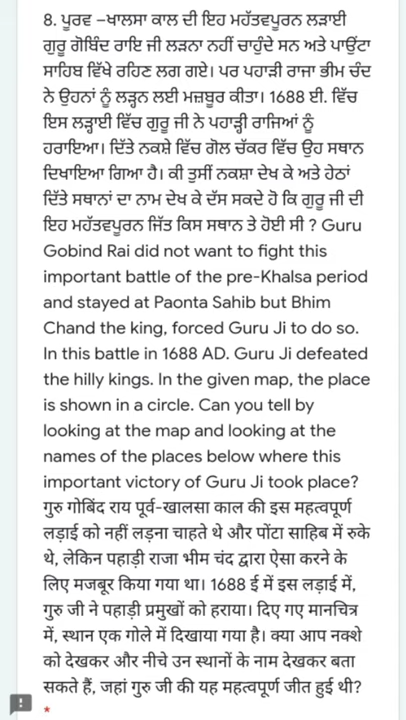 8. ਪੂਰਵ –ਖਾਲਸਾ ਕਾਲ ਦੀ ਇਹ ਮਹੱਤਵਪੂਰਨ ਲੜਾਈ
ਗੁਰੂ ਗੋਬਿੰਦ ਰਾਇ ਜੀ ਲੜਨਾ ਨਹੀਂ ਚਾਹੁੰਦੇ ਸਨ ਅਤੇ ਪਾਉਂਟਾ
ਸਾਹਿਬ ਵਿੱਖੇ ਰਹਿਣ ਲਗ ਗਏ। ਪਰ ਪਹਾੜੀ ਰਾਜਾ ਭੀਮ ਚੰਦ
ਨੇ ਉਹਨਾਂ ਨੂੰ ਲੜ੍ਹਨ ਲਈ ਮਜ਼ਬੂਰ ਕੀਤਾ। 1688 ਈ. ਵਿੱਚ
ਇਸ ਲੜ੍ਹਾਈ ਵਿੱਚ ਗੁਰੂ ਜੀ ਨੇ ਪਹਾੜ੍ਹੀ ਰਾਜਿਆਂ ਨੂੰ
ਹਰਾਇਆ। ਦਿੱਤੇ ਨਕਸ਼ੇ ਵਿੱਚ ਗੋਲ ਚੱਕਰ ਵਿੱਚ ਉਹ ਸਥਾਨ
ਦਿਖਾਇਆ ਗਿਆ ਹੈ। ਕੀ ਤੁਸੀਂ ਨਕਸ਼ਾ ਦੇਖ ਕੇ ਅਤੇ ਹੇਠਾਂ
ਦਿੱਤੇ ਸਥਾਨਾਂ ਦਾ ਨਾਮ ਦੇਖ ਕੇ ਦੱਸ ਸਕਦੇ ਹੋ ਕਿ ਗੁਰੂ ਜੀ ਦੀ
ਇਹ ਮਹੱਤਵਪੂਰਨ ਜਿੱਤ ਕਿਸ ਸਥਾਨ ਤੇ ਹੋਈ ਸੀ ? Guru
Gobind Rai did not want to fight this
important battle of the pre-Khalsa period
and stayed at Paonta Sahib but Bhim
Chand the king, forced Guru Ji to do so.
In this battle in 1688 AD. Guru Ji defeated
the hilly kings. In the given map, the place
is shown in a circle. Can you tell by
looking at the map and looking at the
names of the places below where this
important victory of Guru Ji took place?
गुरु गोबिंद राय पूर्व-खालसा काल की इस महत्वपूर्ण
लड़ाई को नहीं लड़ना चाहते थे और पोंटा साहिब में रुके
थे, लेकिन पहाड़ी राजा भीम चंद द्वारा ऐसा करने के
लिए मजबूर किया गया था। 1688 ई में इस लड़ाई में,
गुरु जी ने पहाड़ी प्रमुखों को हराया। दिए गए मानचित्र
में, स्थान एक गोले में दिखाया गया है। क्या आप नक्शे
को देखकर और नीचे उन स्थानों के नाम देखकर बता
सकते हैं, जहां गुरु जी की यह महत्वपूर्ण जीत हुई थी?
*